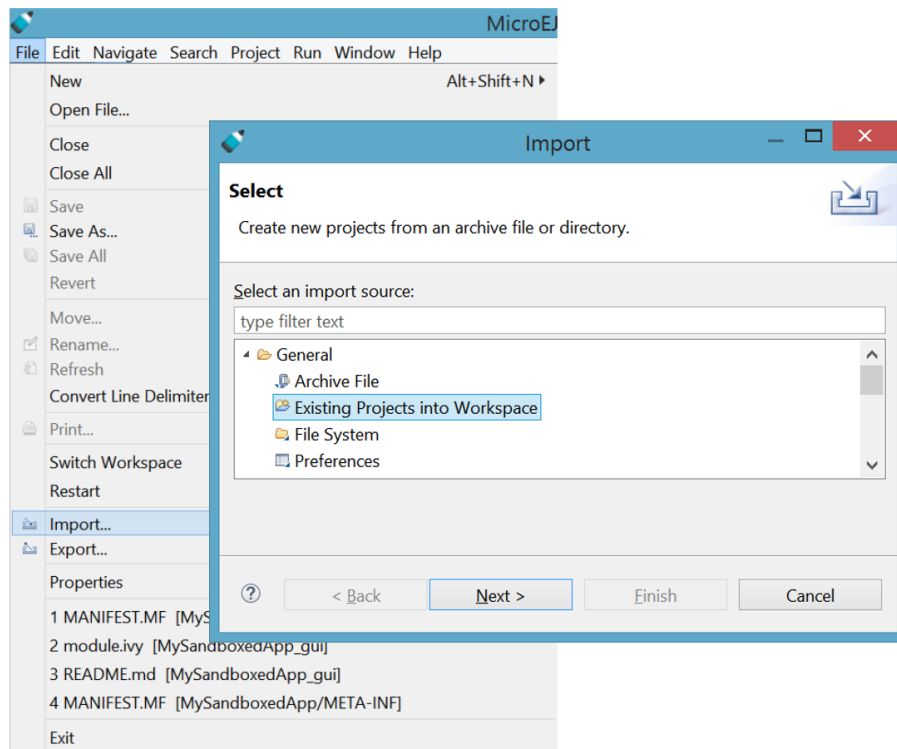 MicroEJ
File Edit Navigate Search Project Run Window Help
New Alt+Shift+N
Open File...
Close
Close All
Save
Save As...
Save All
Revert
Move...
Rename...
Refresh
Convert Line Delimiter
Print...
Switch Workspace
Restart
Import...
Export...
Properties
1 MANIFEST.MF [MyS
2 module.ivy [MySandboxedApp_gui]
3 README.md [MySandboxedApp_gui]
4 MANIFEST.MF [MySandboxedApp/META-INF]
Exit
Import
Select
Create new projects from an archive file or directory.
Select an import source:
type filter text
General
Archive File
Existing Projects into Workspace
File System
Preferences
? < Back Next > Finish Cancel